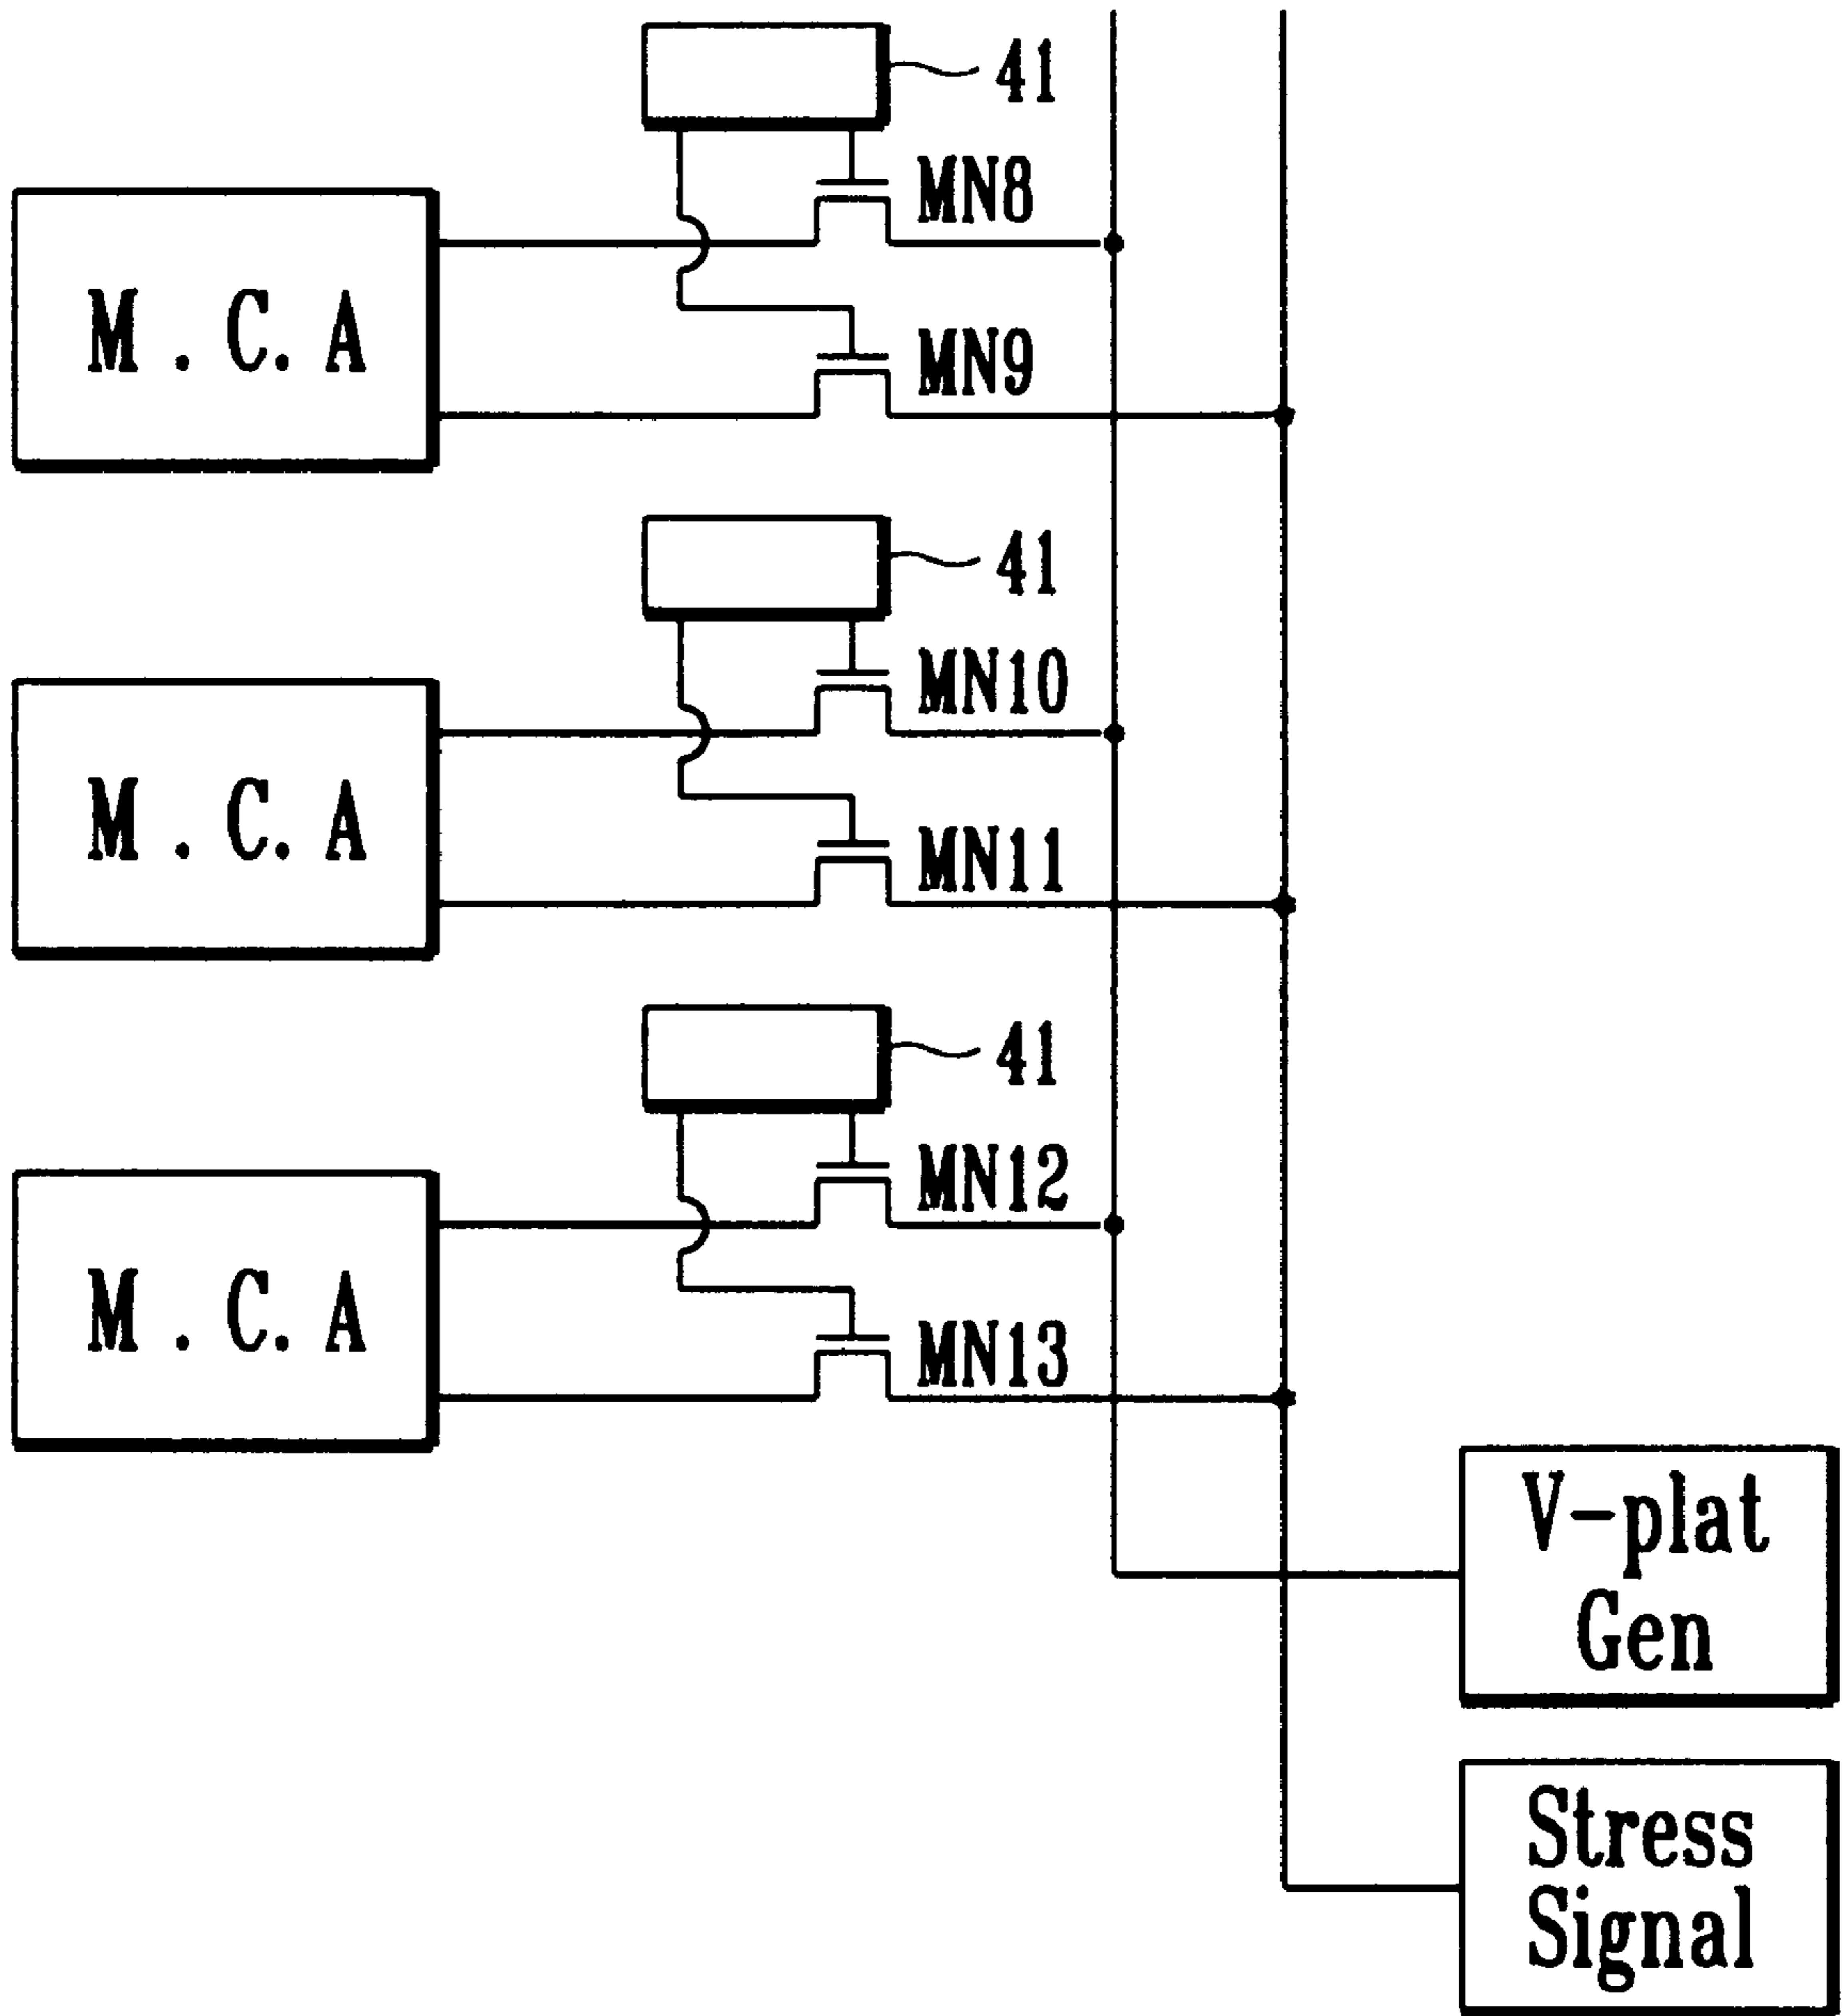 41
MN8
M . C. A
MN9
41
MN10
M . C. A
MN11
41
MN12
M . C. A
MN13
V-plat
Gen
Stress
Signal